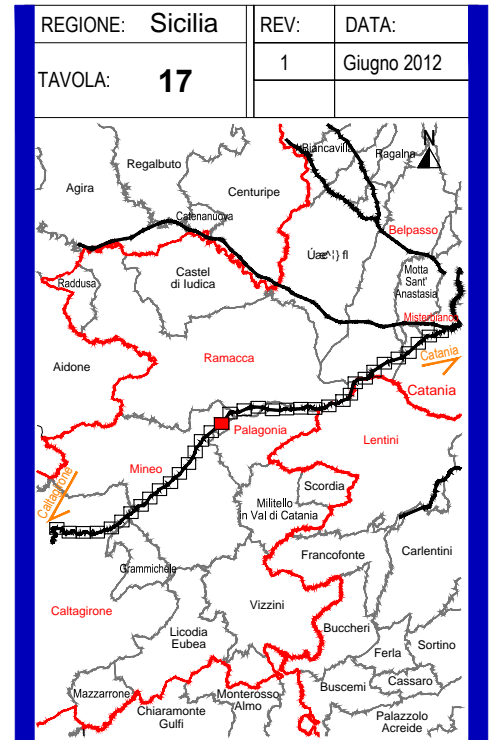 REGIONE: Sicilia
REV:
DATA:
TAVOLA: 17
1
Giugno 2012
N
Biancavilla
Ragalna
Regalbuto
Agira
Centuripe
Catenanuova
Belpasso
Motta
Sant'
Anastasia
Castel
di Iudica
Raddusa
Misterbianco
Ramacca
Aidone
Catania
Catania
Palagonia
Lentini
Mineo
Scordia
Caltagirone
Militello
in Val di Catania
Francofonte
Carlentini
Grammichele
Vizzini
Caltagirone
Licodia
Eubea
Buccheri
Ferla
Sortino
Cassaro
Buscemi
Mazzarrone
Monterosso
Almo
Chiaramonte
Gulfi
Palazzolo
Acreide